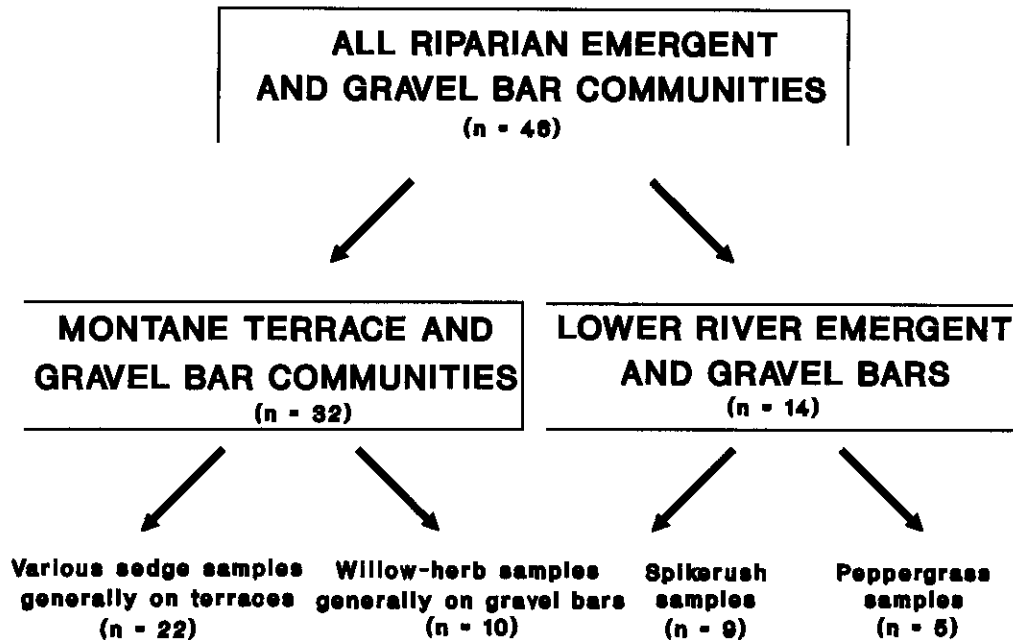 ALL RIPARIAN EMERGENT
AND GRAVEL BAR COMMUNITIES
(n = 46)
MONTANE TERRACE AND
GRAVEL BAR COMMUNITIES
(n = 32)
LOWER RIVER EMERGENT
AND GRAVEL BARS
(n = 14)
Various sedge samples
generally on terraces
(n = 22)
Willow-herb samples
generally on gravel bars
(n = 10)
Spikerush
samples
(n = 9)
Peppergrass
samples
(n = 5)